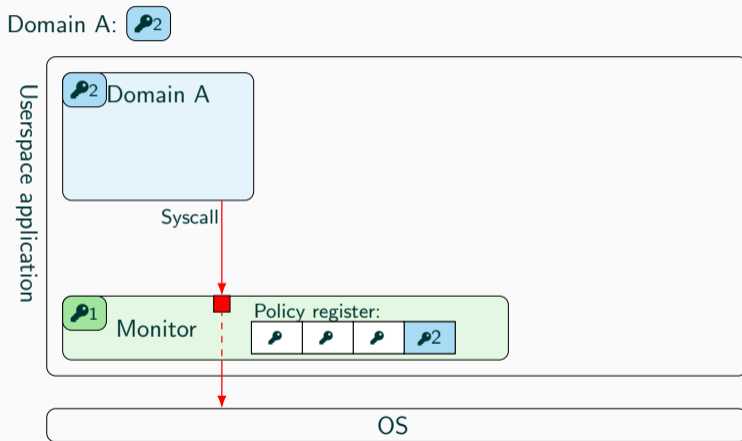 Domain A: 2
2 Domain A
Userspace application
Syscall
1
Monitor
Policy register:
2
OS